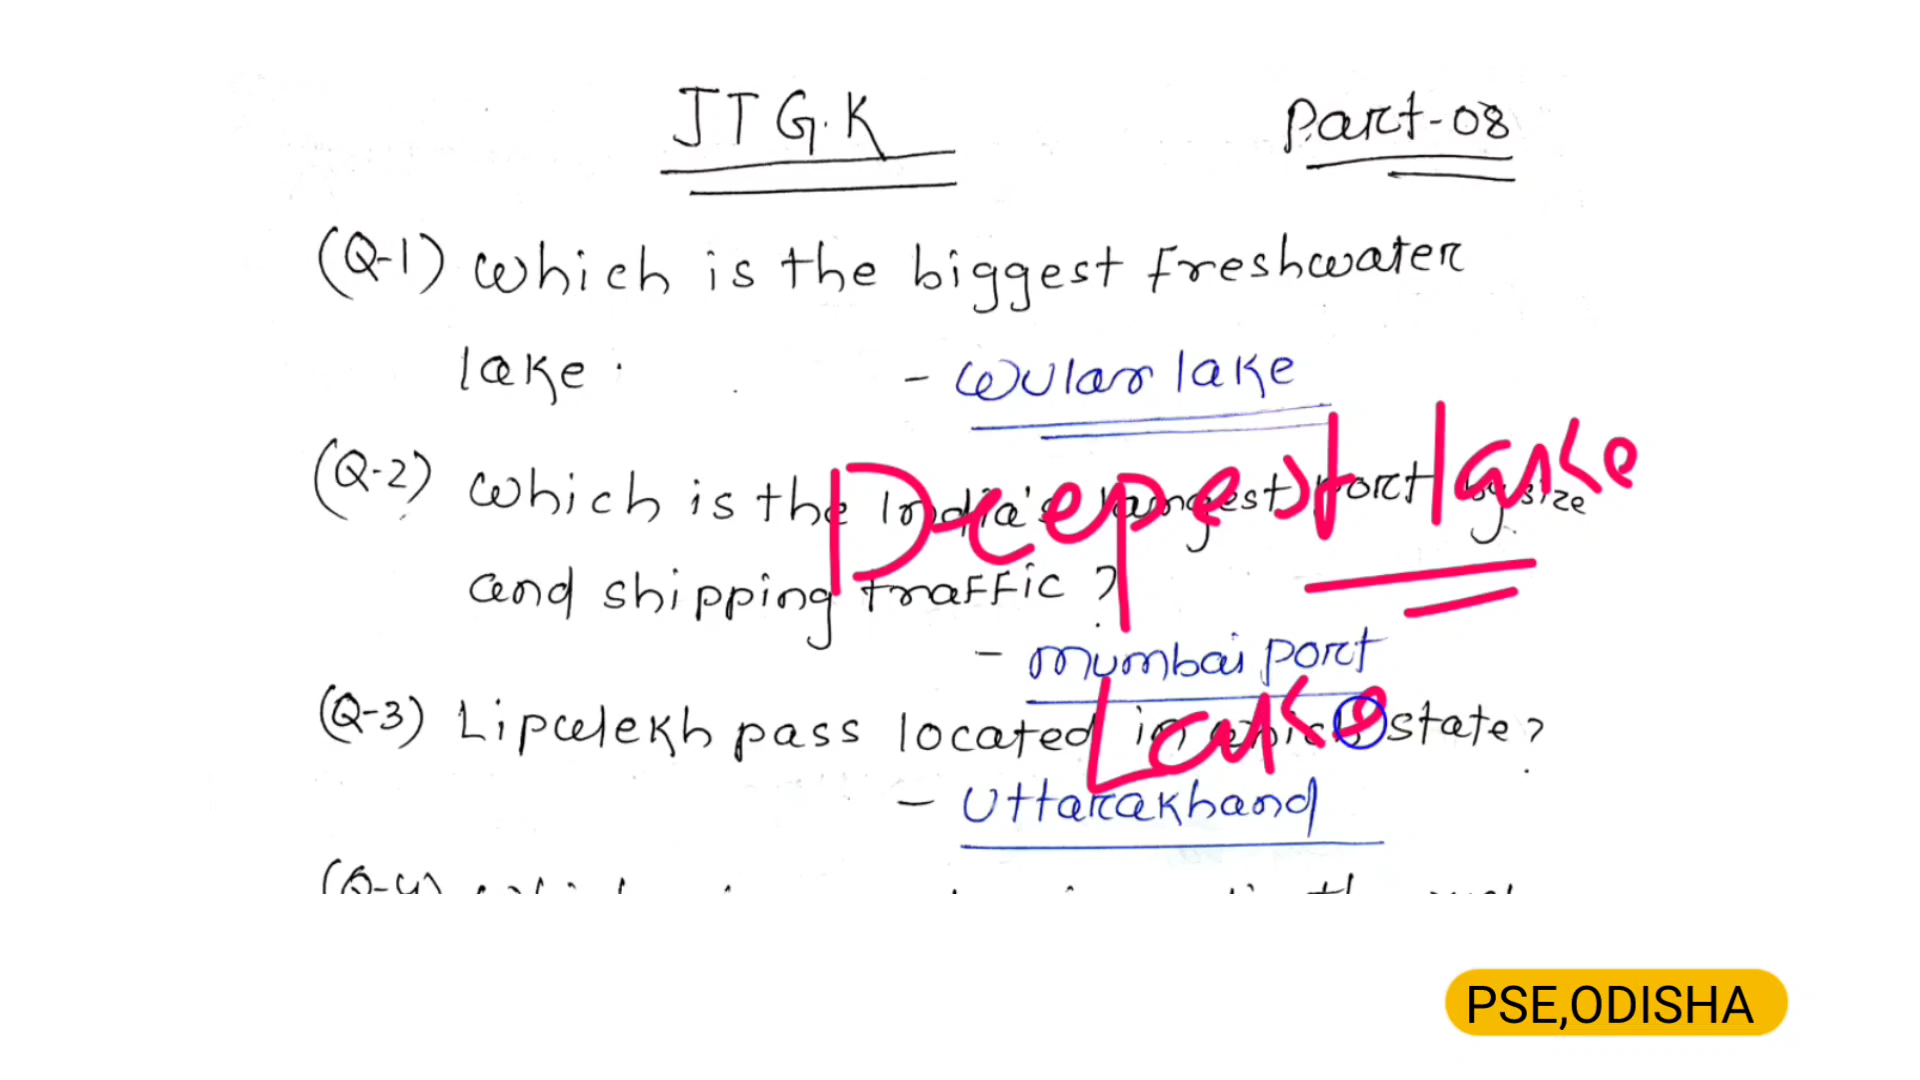 JT G.K
Part-08
(Q-1) which is the biggest freshwater
lake.
- wular lake
Deepest lake
(Q-2) which is the India's largest port by size
and shipping traffic?
- mumbai port
(Q-3) Lipulekh pass located in which state?
Lake
- Uttarakhand
(Q-4)
PSE,ODISHA